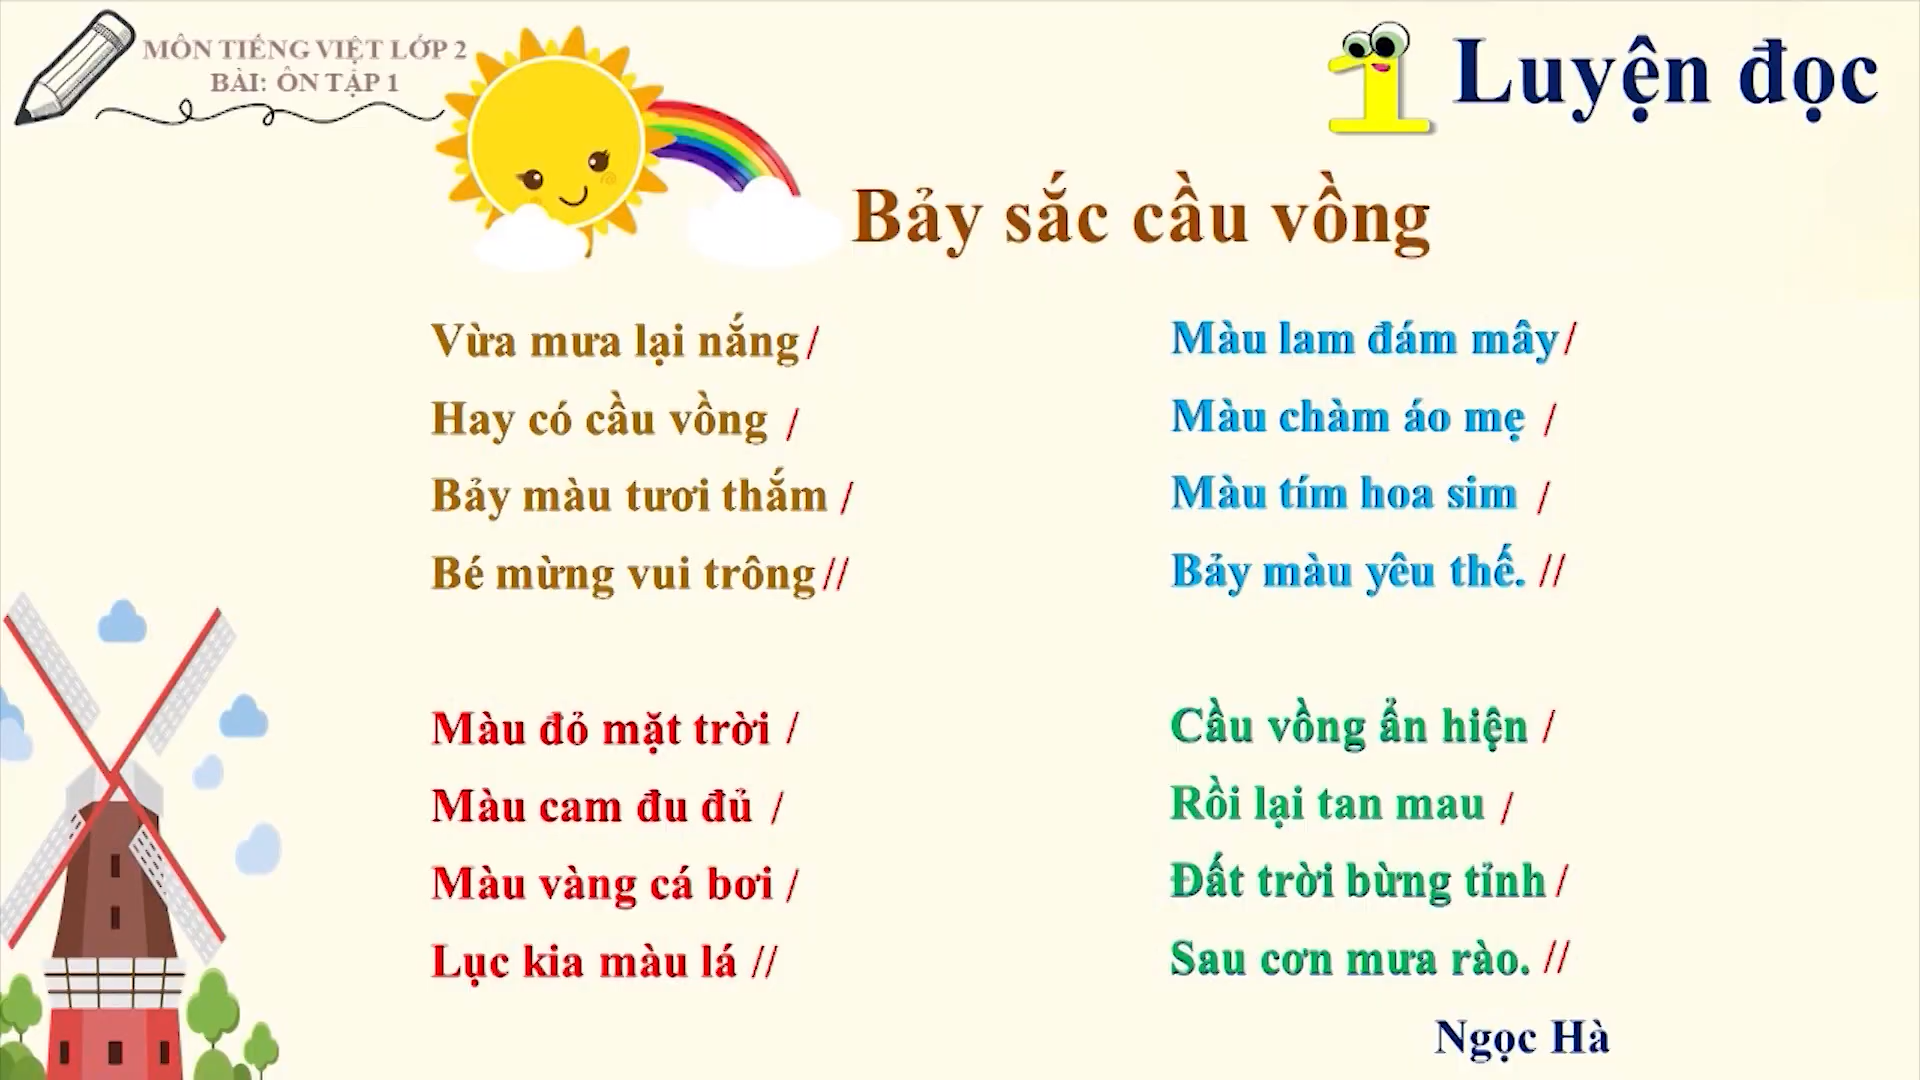 MÔN TIẾNG VIỆT LỚP 2
BÀI: ÔN TẬP 1
1 Luyện đọc
Bảy sắc cầu vồng
Vừa mưa lại nắng /
Hay có cầu vồng /
Bảy màu tươi thắm /
Bé mừng vui trông //
Màu đỏ mặt trời /
Màu cam đu đủ /
Màu vàng cá bơi /
Lục kia màu lá //
Màu lam đám mây /
Màu chàm áo mẹ /
Màu tím hoa sim /
Bảy màu yêu thế. //
Cầu vồng ẩn hiện /
Rồi lại tan mau /
Đất trời bừng tỉnh /
Sau cơn mưa rào. //
Ngọc Hà